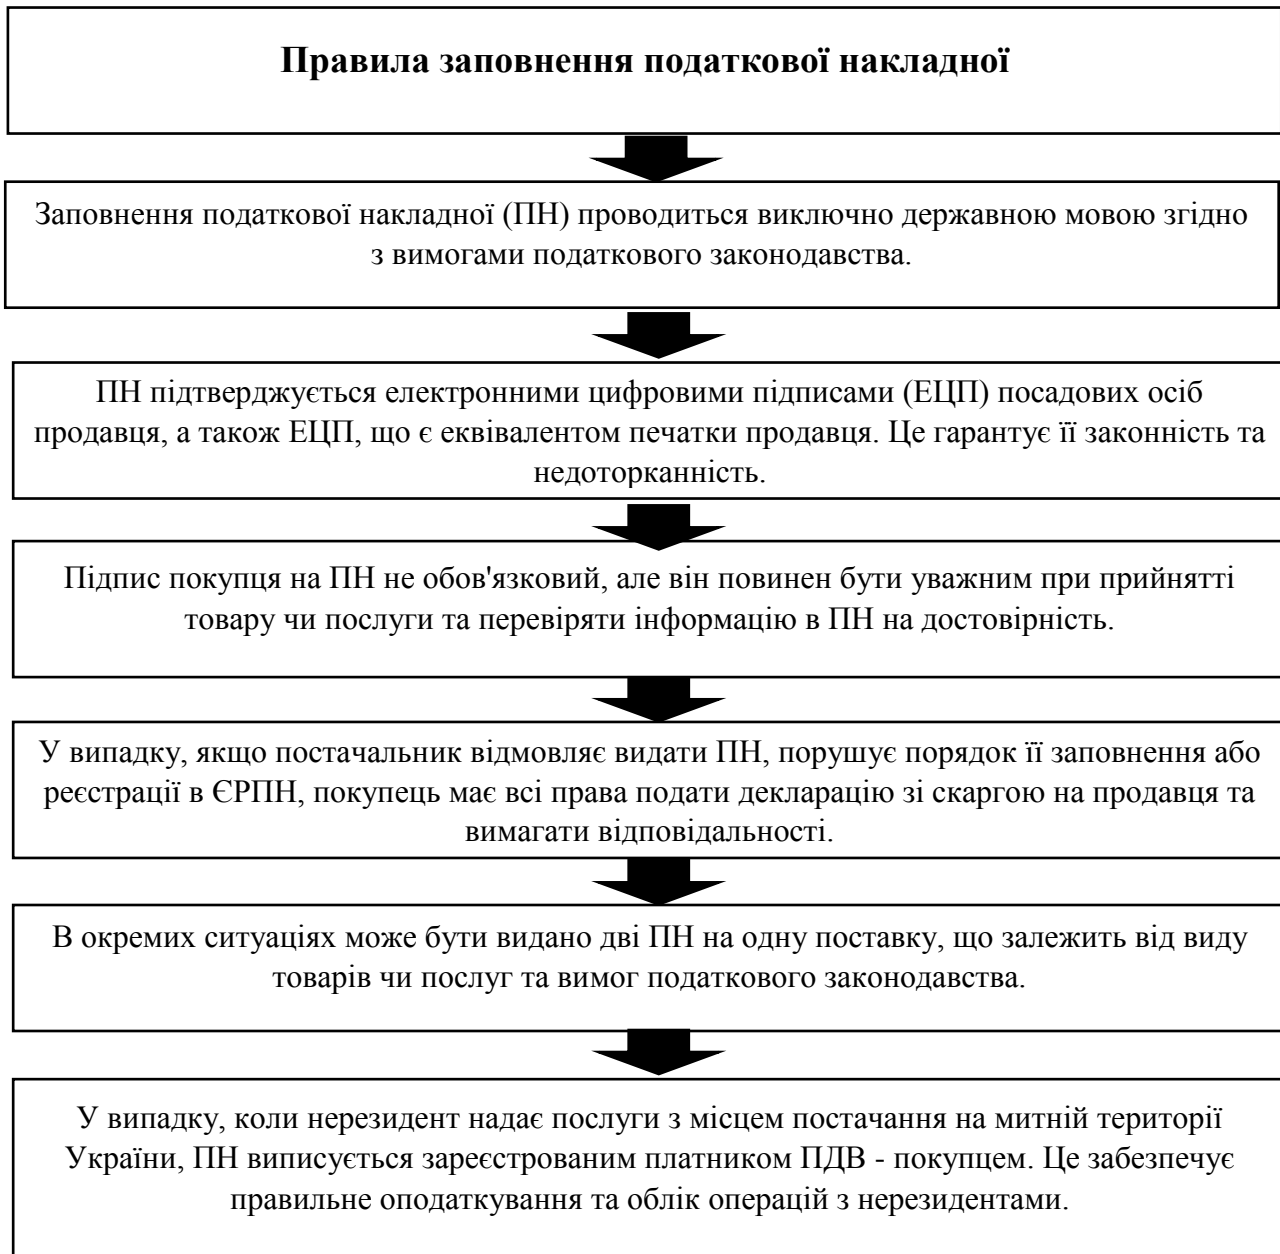 Правила заповнення податкової накладної
Заповнення податкової накладної (ПН) проводиться виключно державною мовою згідно
з вимогами податкового законодавства.
ПН підтверджується електронними цифровими підписами (ЕЦП) посадових осіб
продавця, а також ЕЦП, що є еквівалентом печатки продавця. Це гарантує її законність та
недоторканність.
Підпис покупця на ПН не обов'язковий, але він повинен бути уважним при прийнятті
товару чи послуги та перевіряти інформацію в ПН на достовірність.
У випадку, якщо постачальник відмовляє видати ПН, порушує порядок її заповнення або
реєстрації в ЄРПН, покупець має всі права подати декларацію зі скаргою на продавця та
вимагати відповідальності.
В окремих ситуаціях може бути видано дві ПН на одну поставку, що залежить від виду
товарів чи послуг та вимог податкового законодавства.
У випадку, коли нерезидент надає послуги з місцем постачання на митній території
України, ПН виписується зареєстрованим платником ПДВ - покупцем. Це забезпечує
правильне оподаткування та облік операцій з нерезидентами.